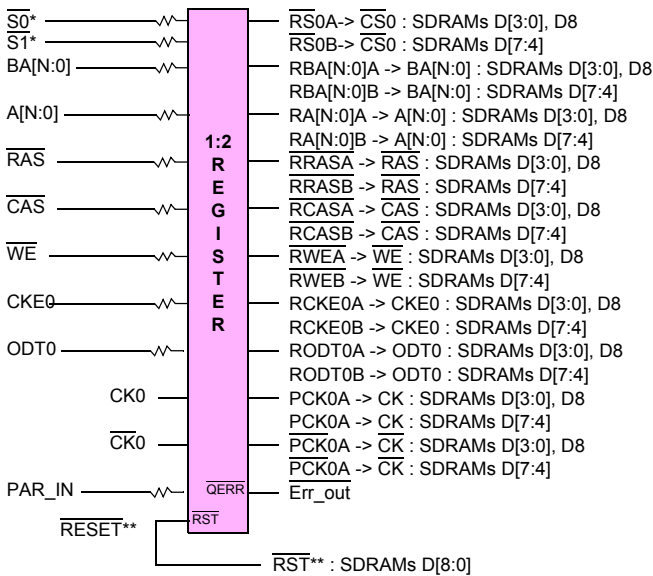 S0*
S1*
BA[N:0]
A[N:0]
RAS
CAS
WE
CKE0
ODT0
CK0
CK0
PAR_IN
RESET**
1:2
R
E
G
I
S
T
E
R
QERR
RST
RS0A-> CS0 : SDRAMs D[3:0], D8
RS0B-> CS0 : SDRAMs D[7:4]
RBA[N:0]A -> BA[N:0] : SDRAMs D[3:0], D8
RBA[N:0]B -> BA[N:0] : SDRAMs D[7:4]
RA[N:0]A -> A[N:0] : SDRAMs D[3:0], D8
RA[N:0]B -> A[N:0] : SDRAMs D[7:4]
RRASA -> RAS : SDRAMs D[3:0], D8
RRASB -> RAS : SDRAMs D[7:4]
RCASA -> CAS : SDRAMs D[3:0], D8
RCASB -> CAS : SDRAMs D[7:4]
RWEA -> WE : SDRAMs D[3:0], D8
RWEB -> WE : SDRAMs D[7:4]
RCKE0A -> CKE0 : SDRAMs D[3:0], D8
RCKE0B -> CKE0 : SDRAMs D[7:4]
RODT0A -> ODT0 : SDRAMs D[3:0], D8
RODT0B -> ODT0 : SDRAMs D[7:4]
PCK0A -> CK : SDRAMs D[3:0], D8
PCK0A -> CK : SDRAMs D[7:4]
PCK0A -> CK : SDRAMs D[3:0], D8
PCK0A -> CK : SDRAMs D[7:4]
Err_out
RST** : SDRAMs D[8:0]